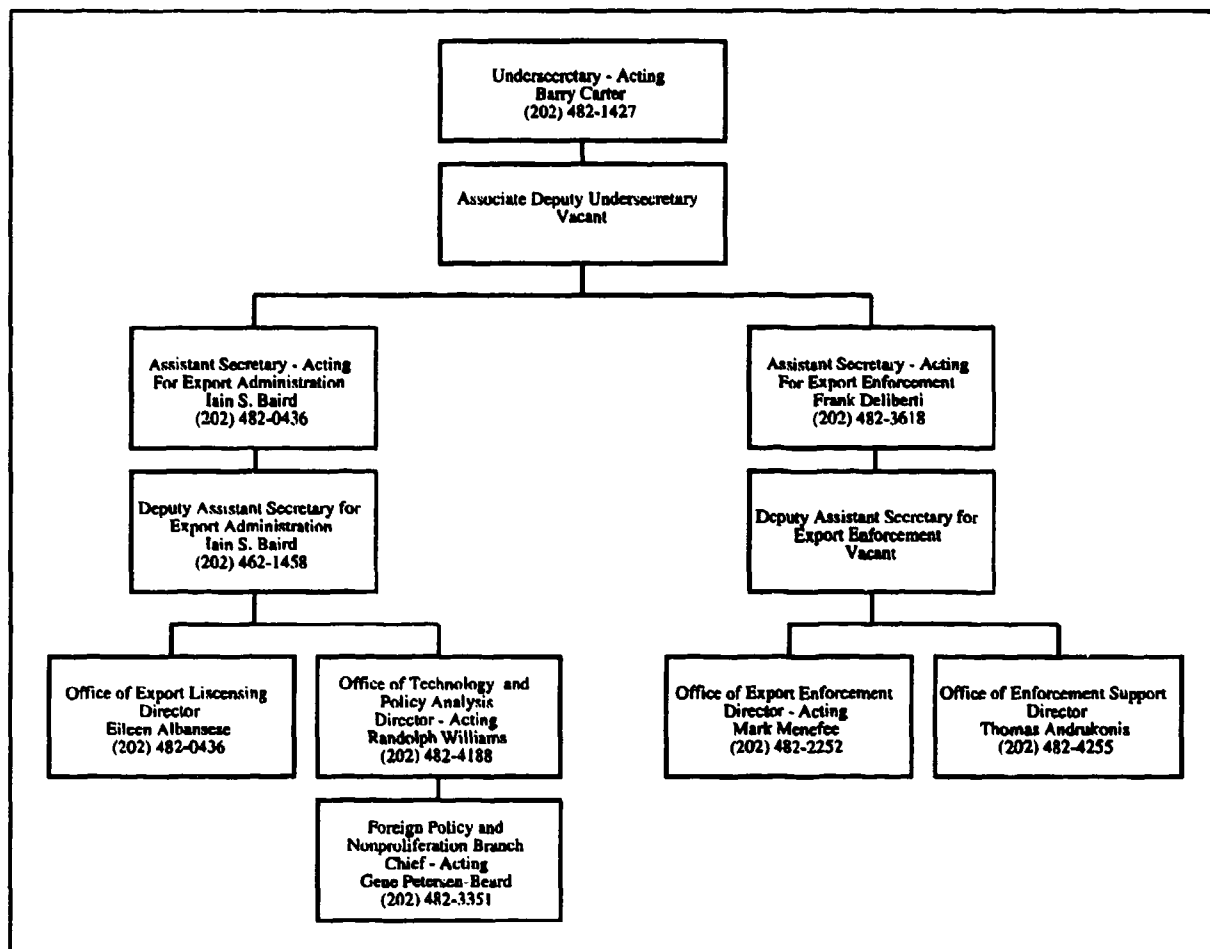 Undersecretary - Acting
Barry Carter
(202) 482-1427
Associate Deputy Undersecretary
Vacant
Assistant Secretary - Acting
For Export Administration
Iain S. Baird
(202) 482-0436
Assistant Secretary - Acting
For Export Enforcement
Frank Deliberti
(202) 482-3618
Deputy Assistant Secretary for
Export Administration
Iain S. Baird
(202) 462-1458
Deputy Assistant Secretary for
Export Enforcement
Vacant
Office of Export Liscensing
Director
Eileen Albansese
(202) 482-0436
Office of Technology and
Policy Analysis
Director - Acting
Randolph Williams
(202) 482-4188
Office of Export Enforcement
Director - Acting
Mark Menefee
(202) 482-2252
Office of Enforcement Support
Director
Thomas Andrukonis
(202) 482-4255
Foreign Policy and
Nonproliferation Branch
Chief - Acting
Gene Petersen-Beard
(202) 482-3351